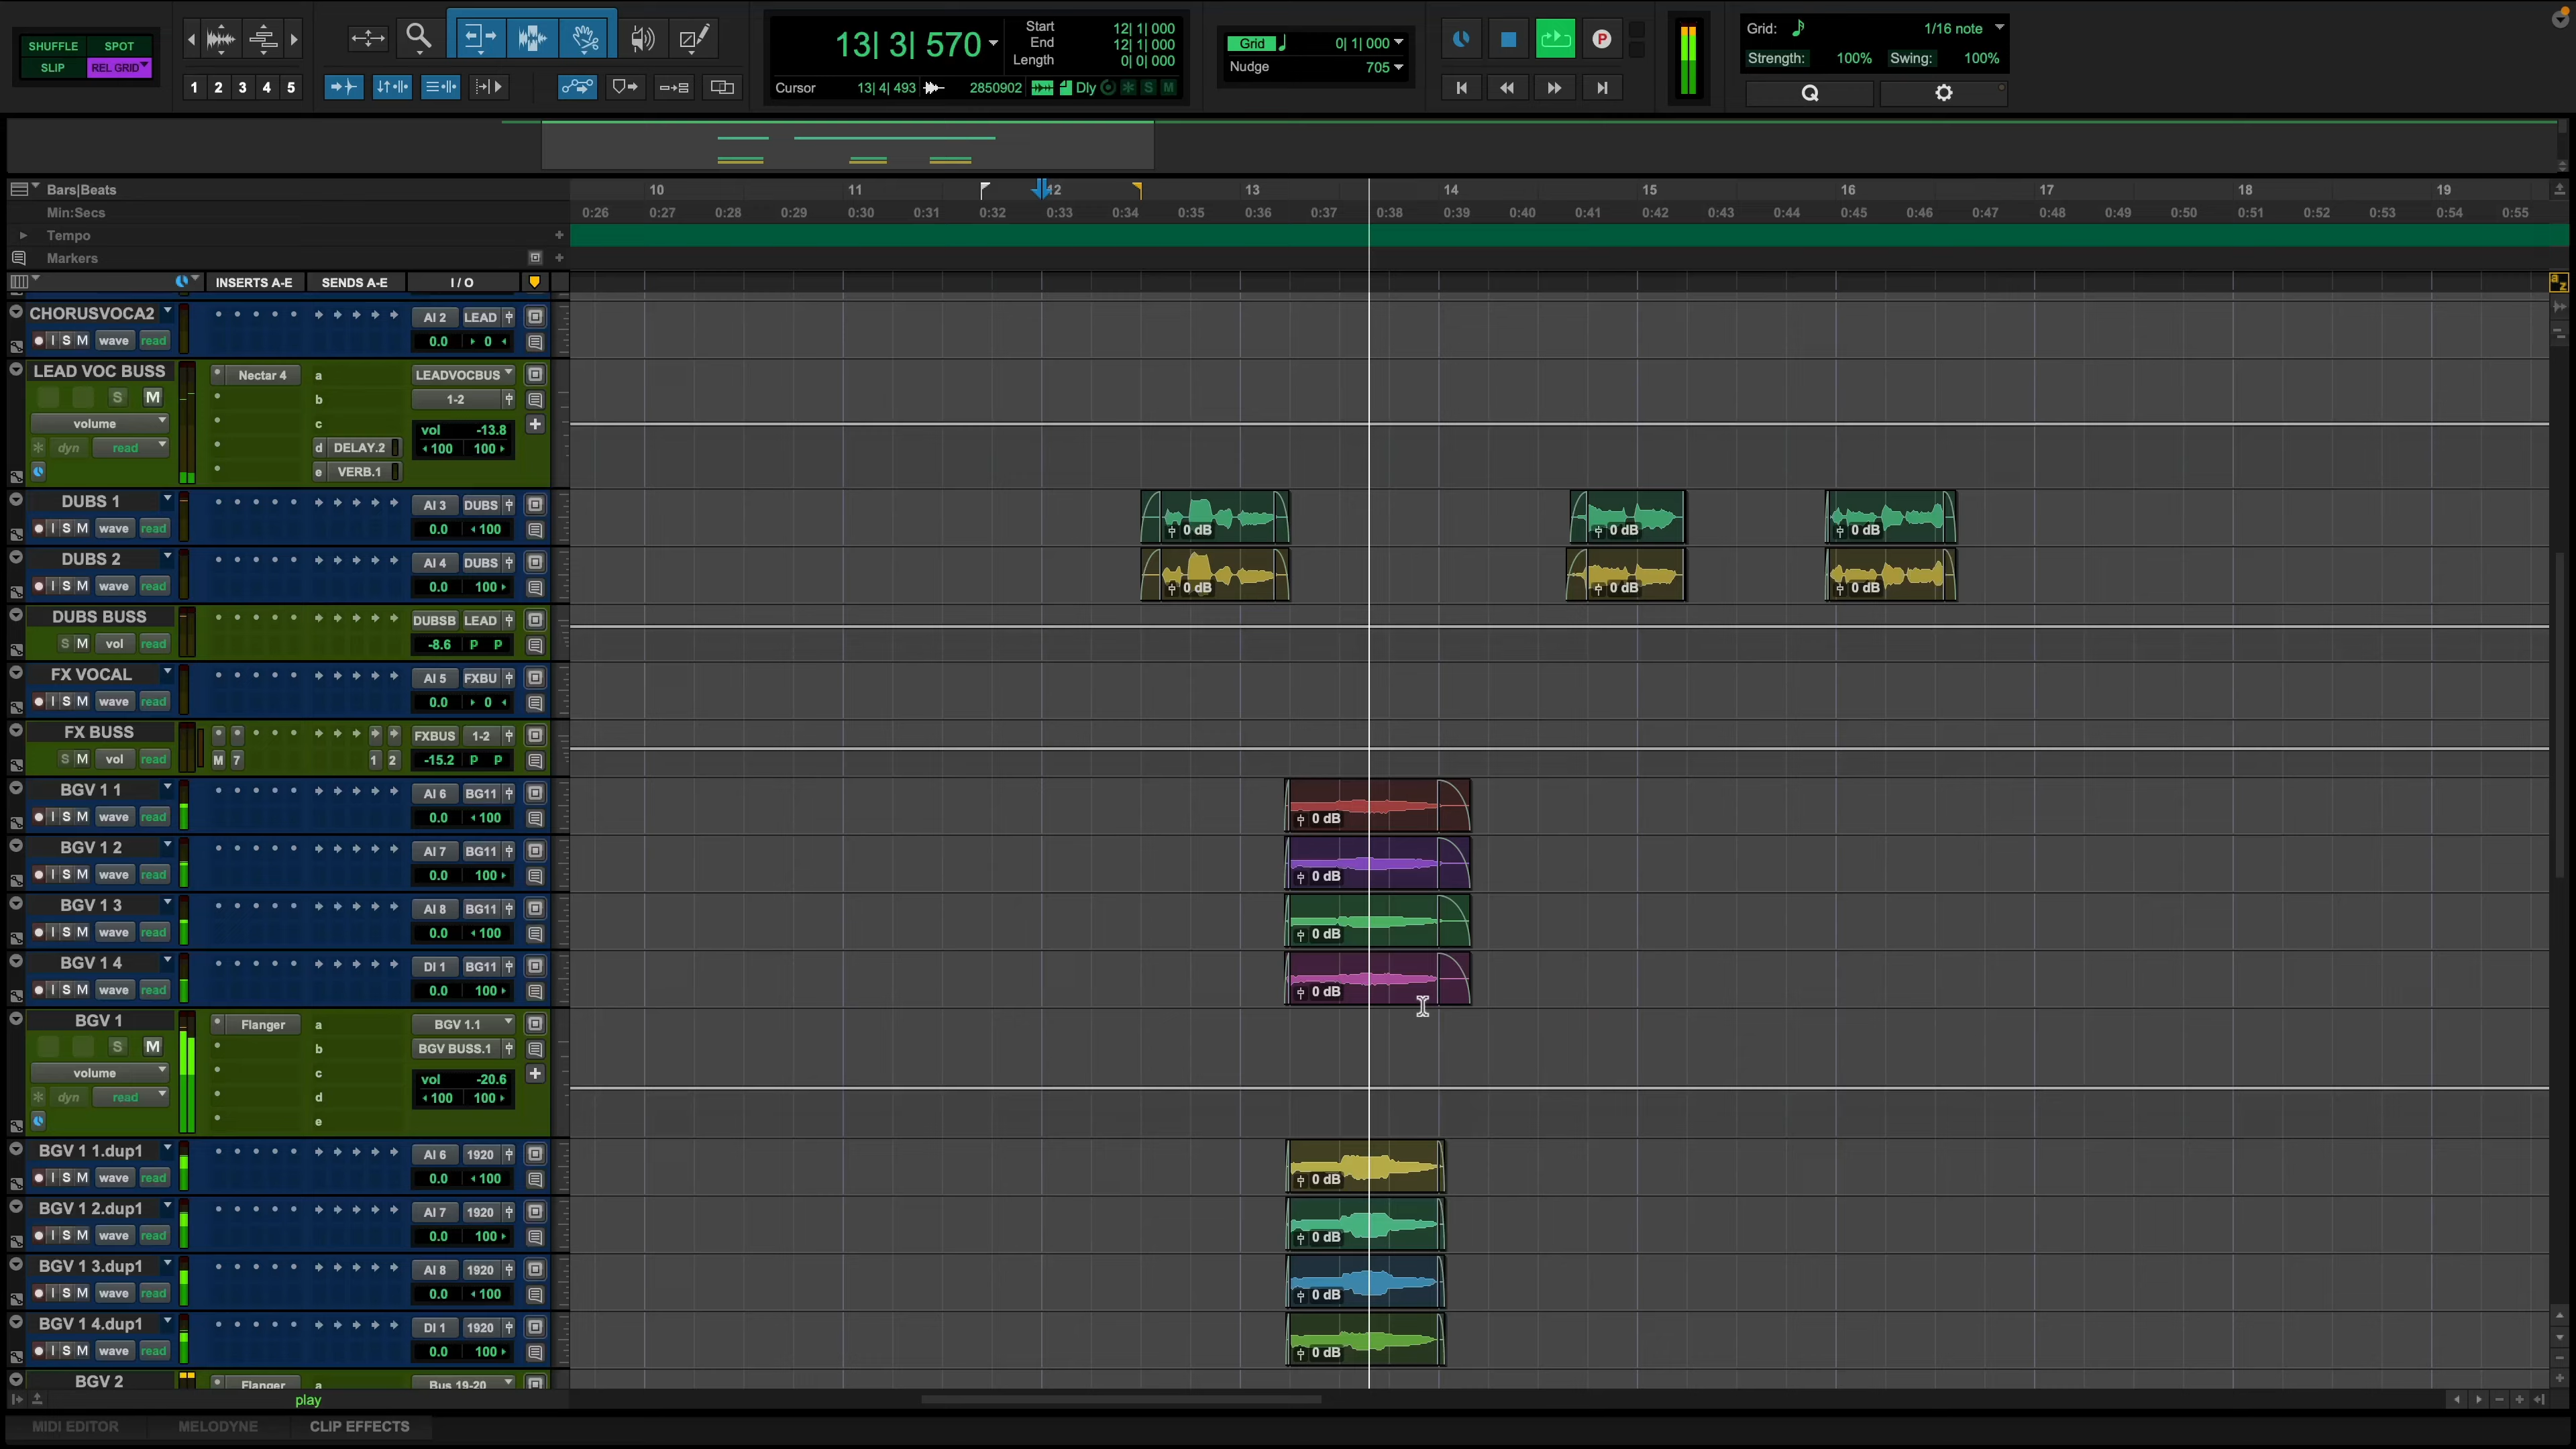 SHUFFLE SPOT
SLIP REL GRID
1 2 3 4 5
13| 3| 570
Start 12| 1| 000
End 12| 1| 000
Length 0| 0| 000
Cursor 13| 4| 493 2850902 Dly S M
Grid 0| 1| 000
Nudge 705
P
Grid: 1/16 note
Strength: 100% Swing: 100%
Q
Bars|Beats 10 11 12 13 14 15 16 17 18 19
Min:Secs 0:26 0:27 0:28 0:29 0:30 0:31 0:32 0:33 0:34 0:35 0:36 0:37 0:38 0:39 0:40 0:41 0:42 0:43 0:44 0:45 0:46 0:47 0:48 0:49 0:50 0:51 0:52 0:53 0:54 0:55
Tempo
Markers
INSERTS A-E SENDS A-E I / O
a z
CHORUSVOCA2 AI 2 LEAD
I S M wave read 0.0 0
LEAD VOC BUSS Nectar 4 a LEADVOCBUS
S M b 1-2
volume c vol -13.8
dyn read d DELAY.2 100 100
e VERB.1
DUBS 1 AI 3 DUBS
I S M wave read 0.0 100 0 dB 0 dB 0 dB
DUBS 2 AI 4 DUBS
I S M wave read 0.0 100 0 dB 0 dB 0 dB
DUBS BUSS DUBSB LEAD
S M vol read -8.6 P P
FX VOCAL AI 5 FXBU
I S M wave read 0.0 0
FX BUSS FXBUS 1-2
S M vol read M 7 1 2 -15.2 P P
BGV 1 1 AI 6 BG11
I S M wave read 0.0 100 0 dB
BGV 1 2 AI 7 BG11
I S M wave read 0.0 100 0 dB
BGV 1 3 AI 8 BG11
I S M wave read 0.0 100 0 dB
BGV 1 4 DI 1 BG11
I S M wave read 0.0 100 0 dB
BGV 1 Flanger a BGV 1.1
S M b BGV BUSS.1
volume c vol -20.6
dyn read d 100 100
e
BGV 1 1.dup1 AI 6 1920
I S M wave read 0.0 100 0 dB
BGV 1 2.dup1 AI 7 1920
I S M wave read 0.0 100 0 dB
BGV 1 3.dup1 AI 8 1920
I S M wave read 0.0 100 0 dB
BGV 1 4.dup1 DI 1 1920
I S M wave read 0.0 100 0 dB
BGV 2 Flanger a Bus 19-20
play
MIDI EDITOR MELODYNE CLIP EFFECTS